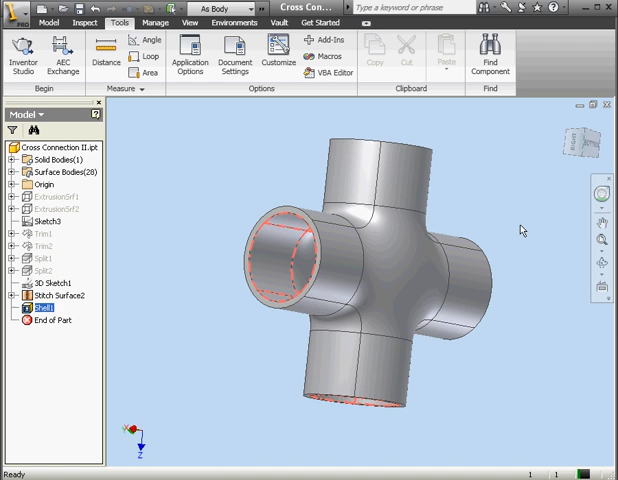 PRO
As Body
Cross Con...
Type a keyword or phrase
Model Inspect Tools Manage View Environments Vault Get Started
Inventor Studio
AEC Exchange
Begin
Distance
Angle
Loop
Area
Measure
Application Options
Document Settings
Customize
Add-Ins
Macros
VBA Editor
Options
Copy
Cut
Paste
Clipboard
Find Component
Find
Model
Cross Connection II.ipt
Solid Bodies(1)
Surface Bodies(28)
Origin
ExtrusionSrf1
ExtrusionSrf2
Sketch3
Trim1
Trim2
Split1
Split2
3D Sketch1
Stitch Surface2
Shell1
End of Part
RIGHT
X
Z
Ready
1 1